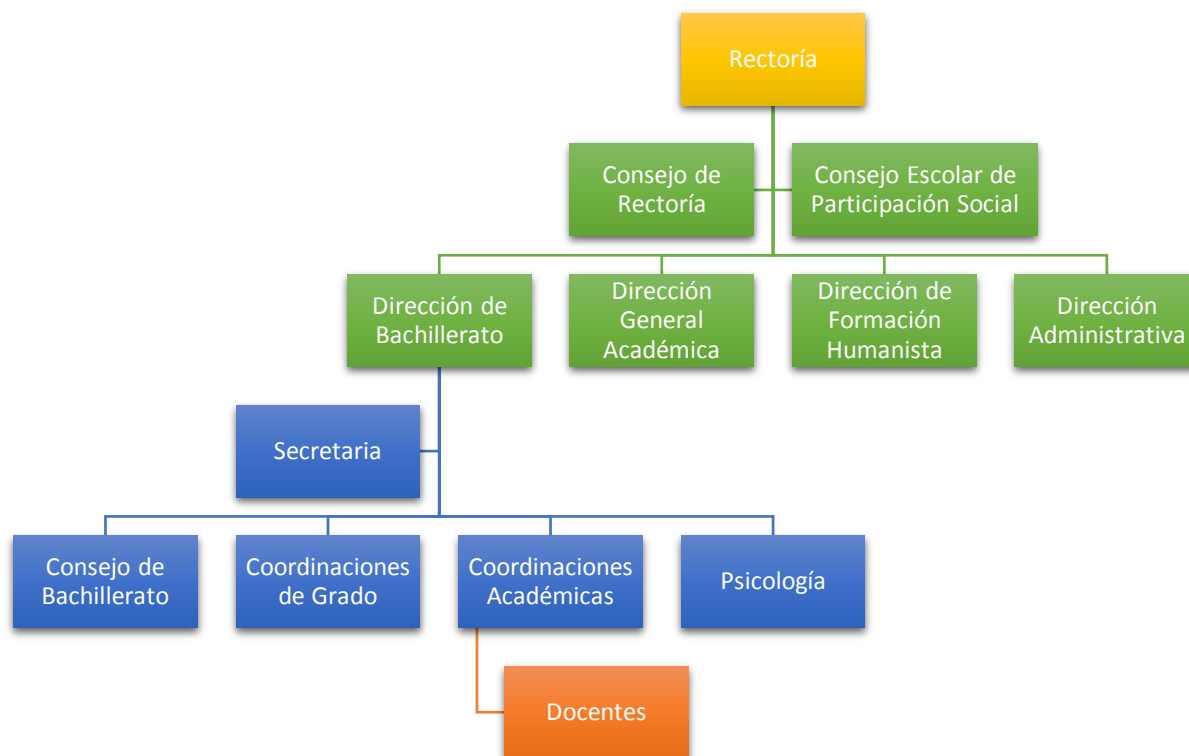 Rectoría
Consejo de
Rectoría
Consejo Escolar de
Participación Social
Dirección de
Bachillerato
Dirección
General
Académica
Dirección de
Formación
Humanista
Dirección
Administrativa
Secretaria
Consejo de
Bachillerato
Coordinaciones
de Grado
Coordinaciones
Académicas
Psicología
Docentes